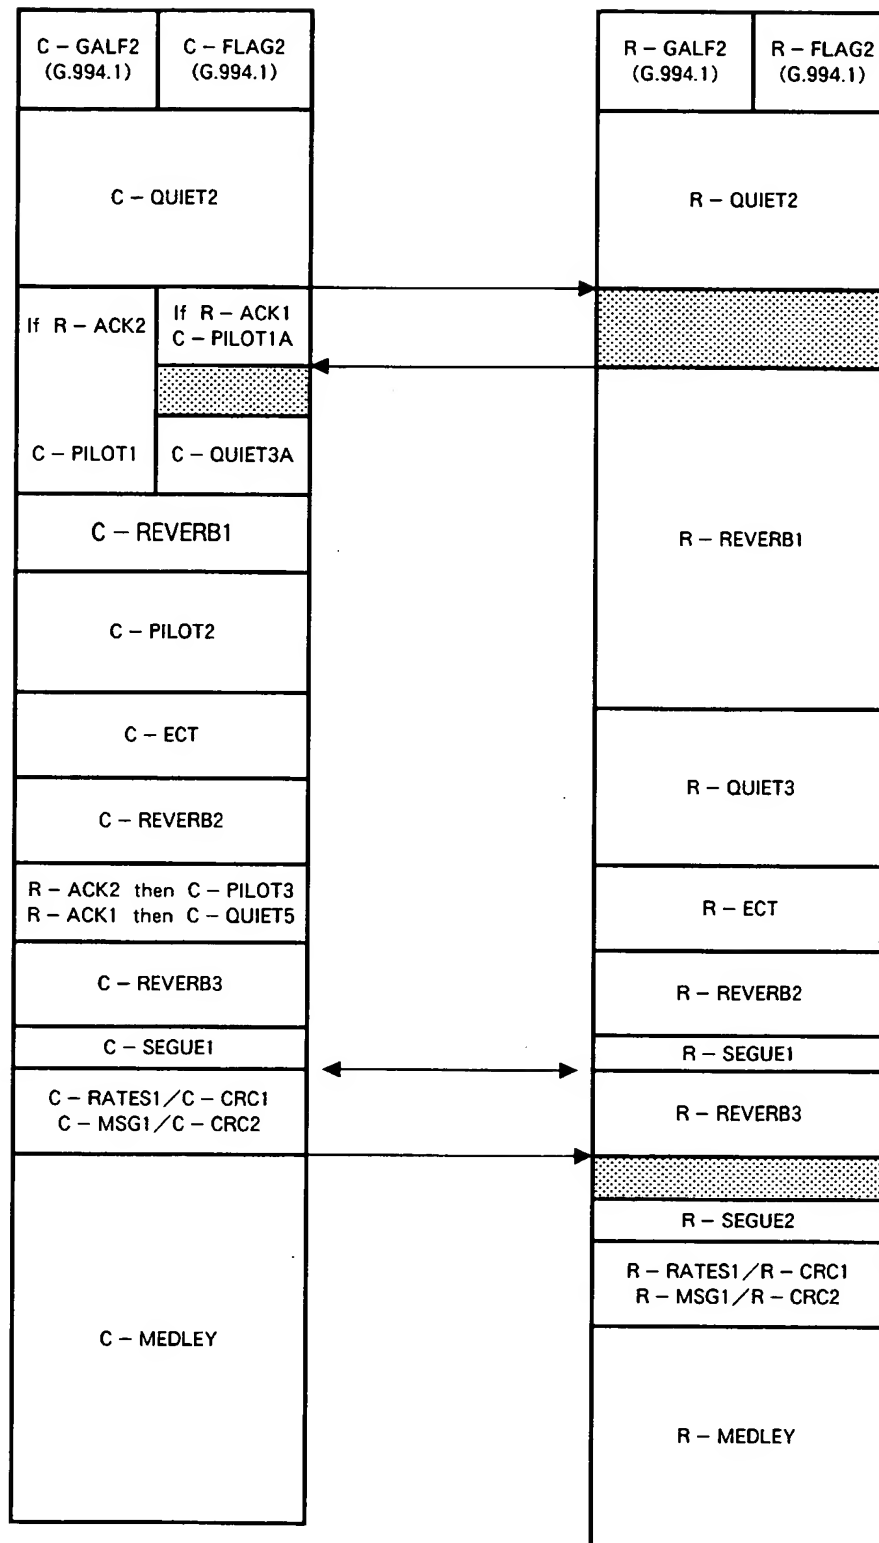 C – GALF2
(G.994.1)
C – FLAG2
(G.994.1)
C – QUIET2
If R – ACK2
C – PILOT1
If R – ACK1
C – PILOT1A
C – QUIET3A
C – REVERB1
C – PILOT2
C – ECT
C – REVERB2
R – ACK2 then C – PILOT3
R – ACK1 then C – QUIET5
C – REVERB3
C – SEGUE1
C – RATES1/C – CRC1
C – MSG1/C – CRC2
C – MEDLEY
R – GALF2
(G.994.1)
R – FLAG2
(G.994.1)
R – QUIET2
R – REVERB1
R – QUIET3
R – ECT
R – REVERB2
R – SEGUE1
R – REVERB3
R – SEGUE2
R – RATES1/R – CRC1
R – MSG1/R – CRC2
R – MEDLEY